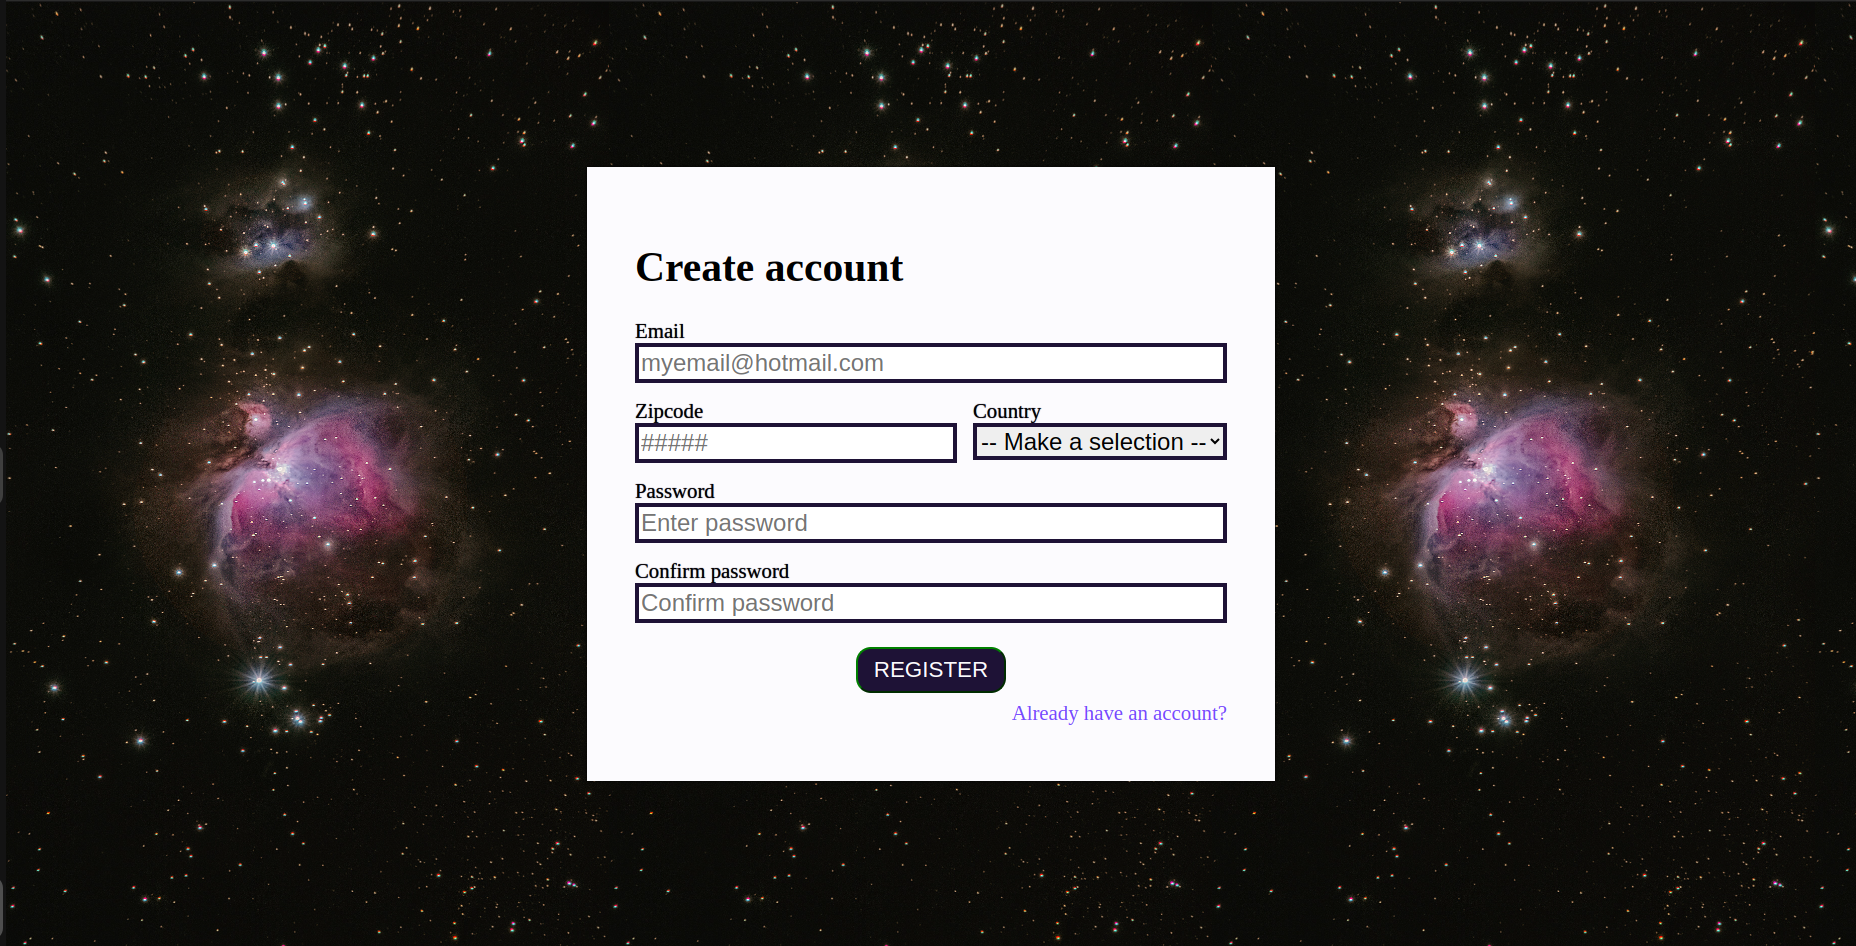 Create account
Email
myemail@hotmail.com
Zipcode Country
##### -- Make a selection --
Password
Enter password
Confirm password
Confirm password
REGISTER
Already have an account?